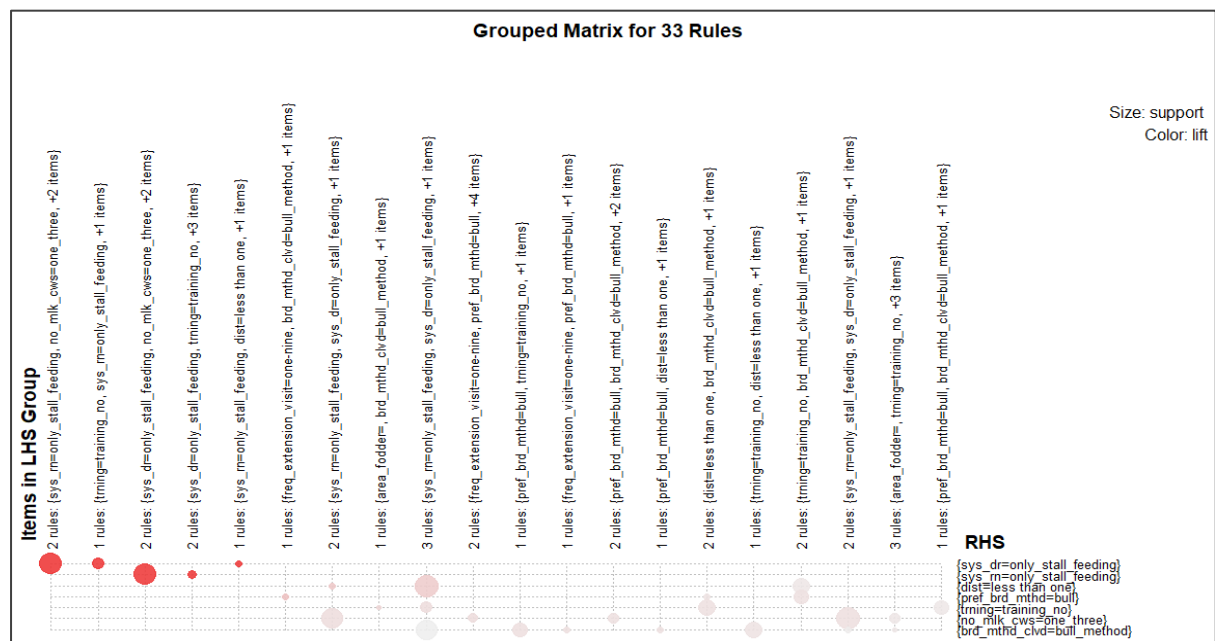 Grouped Matrix for 33 Rules
Size: support
Color: lift
Items in LHS Group
2 rules: {sys_rn=only_stall_feeding, no_mlk_cws=one_three, +2 items}
1 rules: {trning=training_no, sys_rn=only_stall_feeding, +1 items}
2 rules: {sys_dr=only_stall_feeding, no_mlk_cws=one_three, +2 items}
2 rules: {sys_dr=only_stall_feeding, trning=training_no, +3 items}
1 rules: {sys_rn=only_stall_feeding, dist=less than one, +1 items}
1 rules: {freq_extension_visit=one-nine, brd_mthd_clvd=bull_method, +1 items}
2 rules: {sys_rn=only_stall_feeding, sys_dr=only_stall_feeding, +1 items}
1 rules: {area_fodder=, brd_mthd_clvd=bull_method, +1 items}
3 rules: {sys_rn=only_stall_feeding, sys_dr=only_stall_feeding, +1 items}
2 rules: {freq_extension_visit=one-nine, pref_brd_mthd=bull, +4 items}
1 rules: {pref_brd_mthd=bull, trning=training_no, +1 items}
1 rules: {freq_extension_visit=one-nine, pref_brd_mthd=bull, +1 items}
2 rules: {pref_brd_mthd=bull, brd_mthd_clvd=bull_method, +2 items}
1 rules: {pref_brd_mthd=bull, dist=less than one, +1 items}
2 rules: {dist=less than one, brd_mthd_clvd=bull_method, +1 items}
1 rules: {trning=training_no, dist=less than one, +1 items}
2 rules: {trning=training_no, brd_mthd_clvd=bull_method, +1 items}
2 rules: {sys_rn=only_stall_feeding, sys_dr=only_stall_feeding, +1 items}
3 rules: {area_fodder=, trning=training_no, +3 items}
1 rules: {pref_brd_mthd=bull, brd_mthd_clvd=bull_method, +1 items}
RHS
{sys_dr=only_stall_feeding}
{sys_rn=only_stall_feeding}
{dist=less than one}
{pref_brd_mthd=bull}
{trning=training_no}
{no_mlk_cws=one_three}
{brd_mthd_clvd=bull_method}